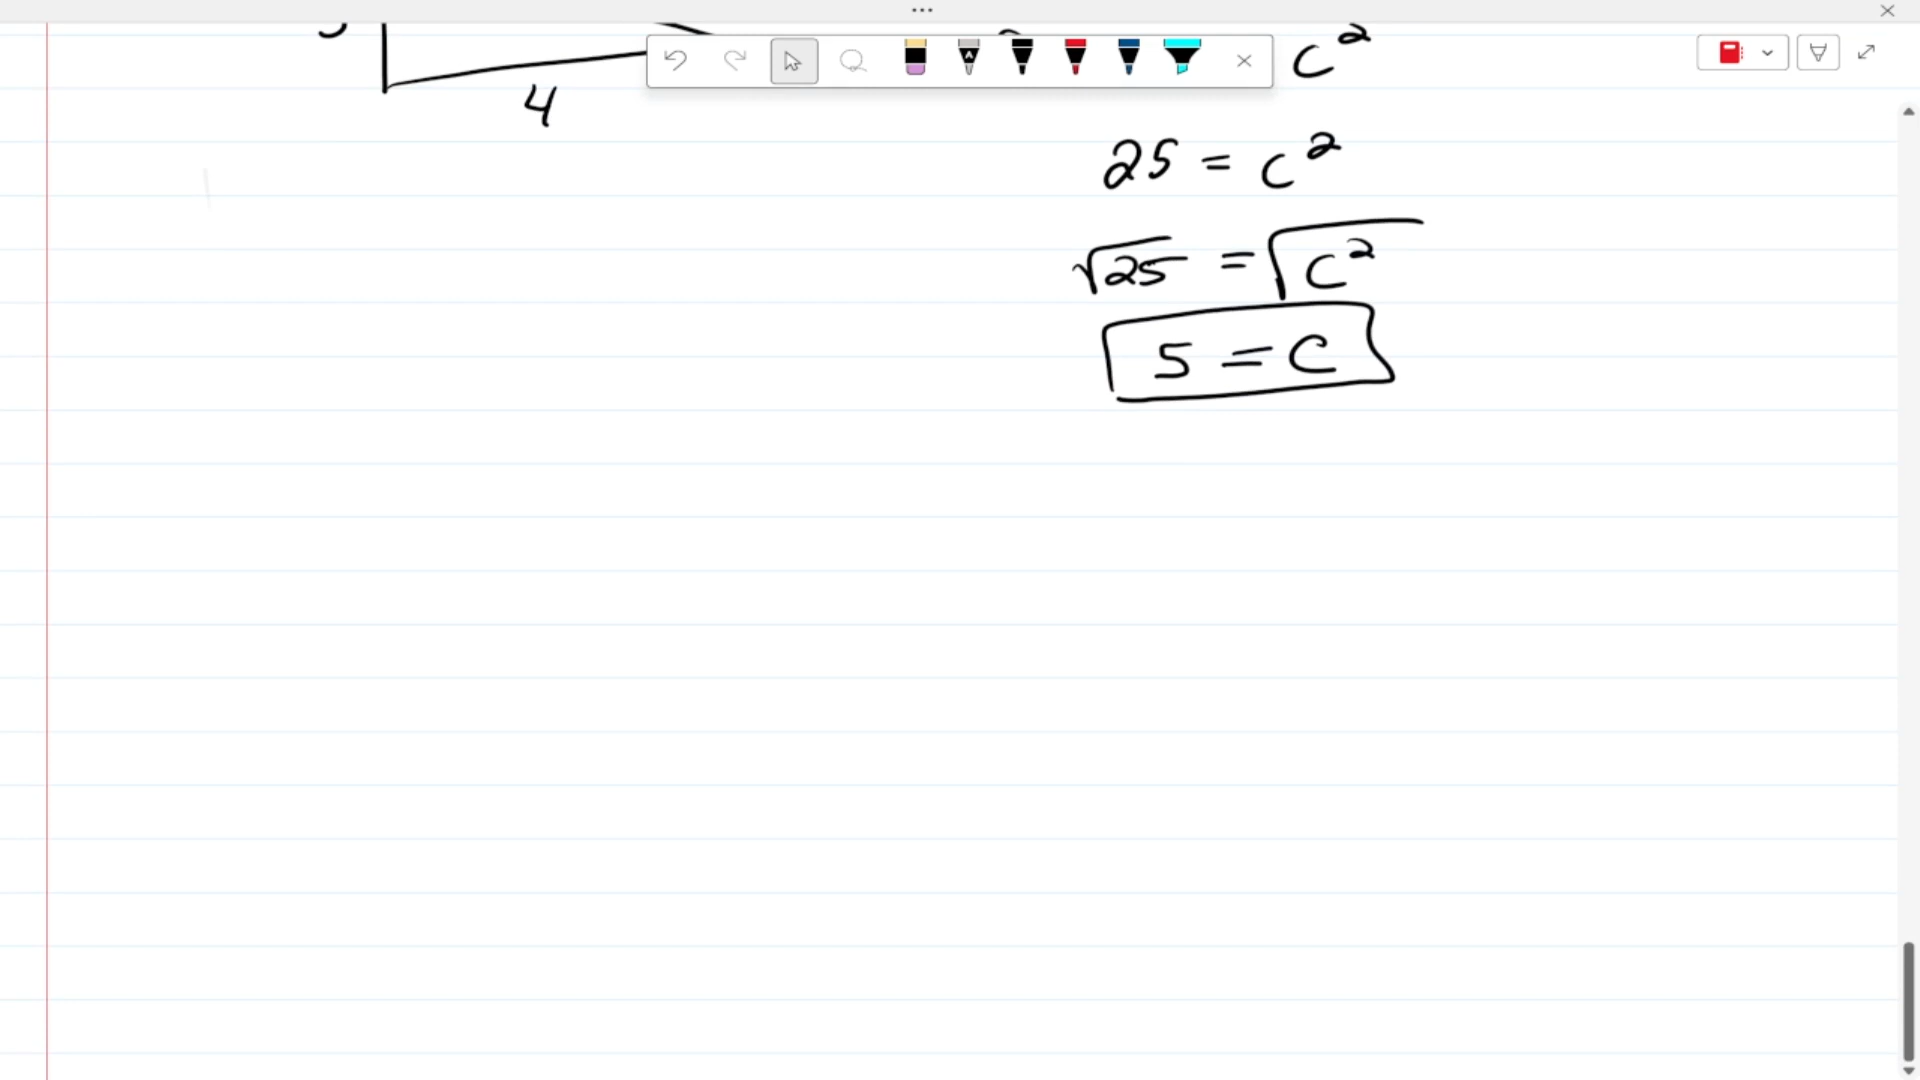 c²
4
25 = c²
√25 = √c²
5 = c